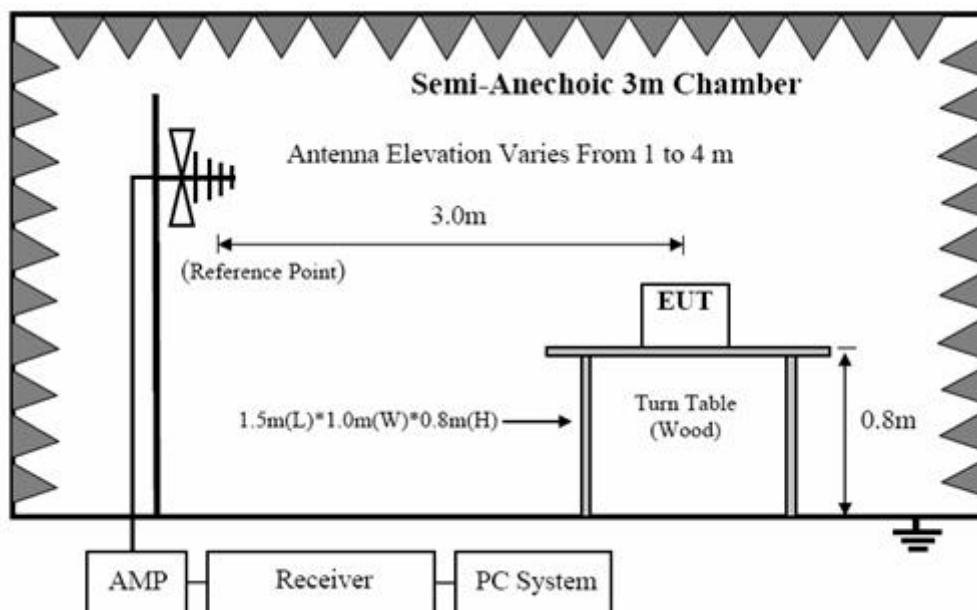 Semi-Anechoic 3m Chamber
Antenna Elevation Varies From 1 to 4 m
3.0m
(Reference Point)
EUT
1.5m(L)*1.0m(W)*0.8m(H)
Turn Table
(Wood)
0.8m
AMP
Receiver
PC System